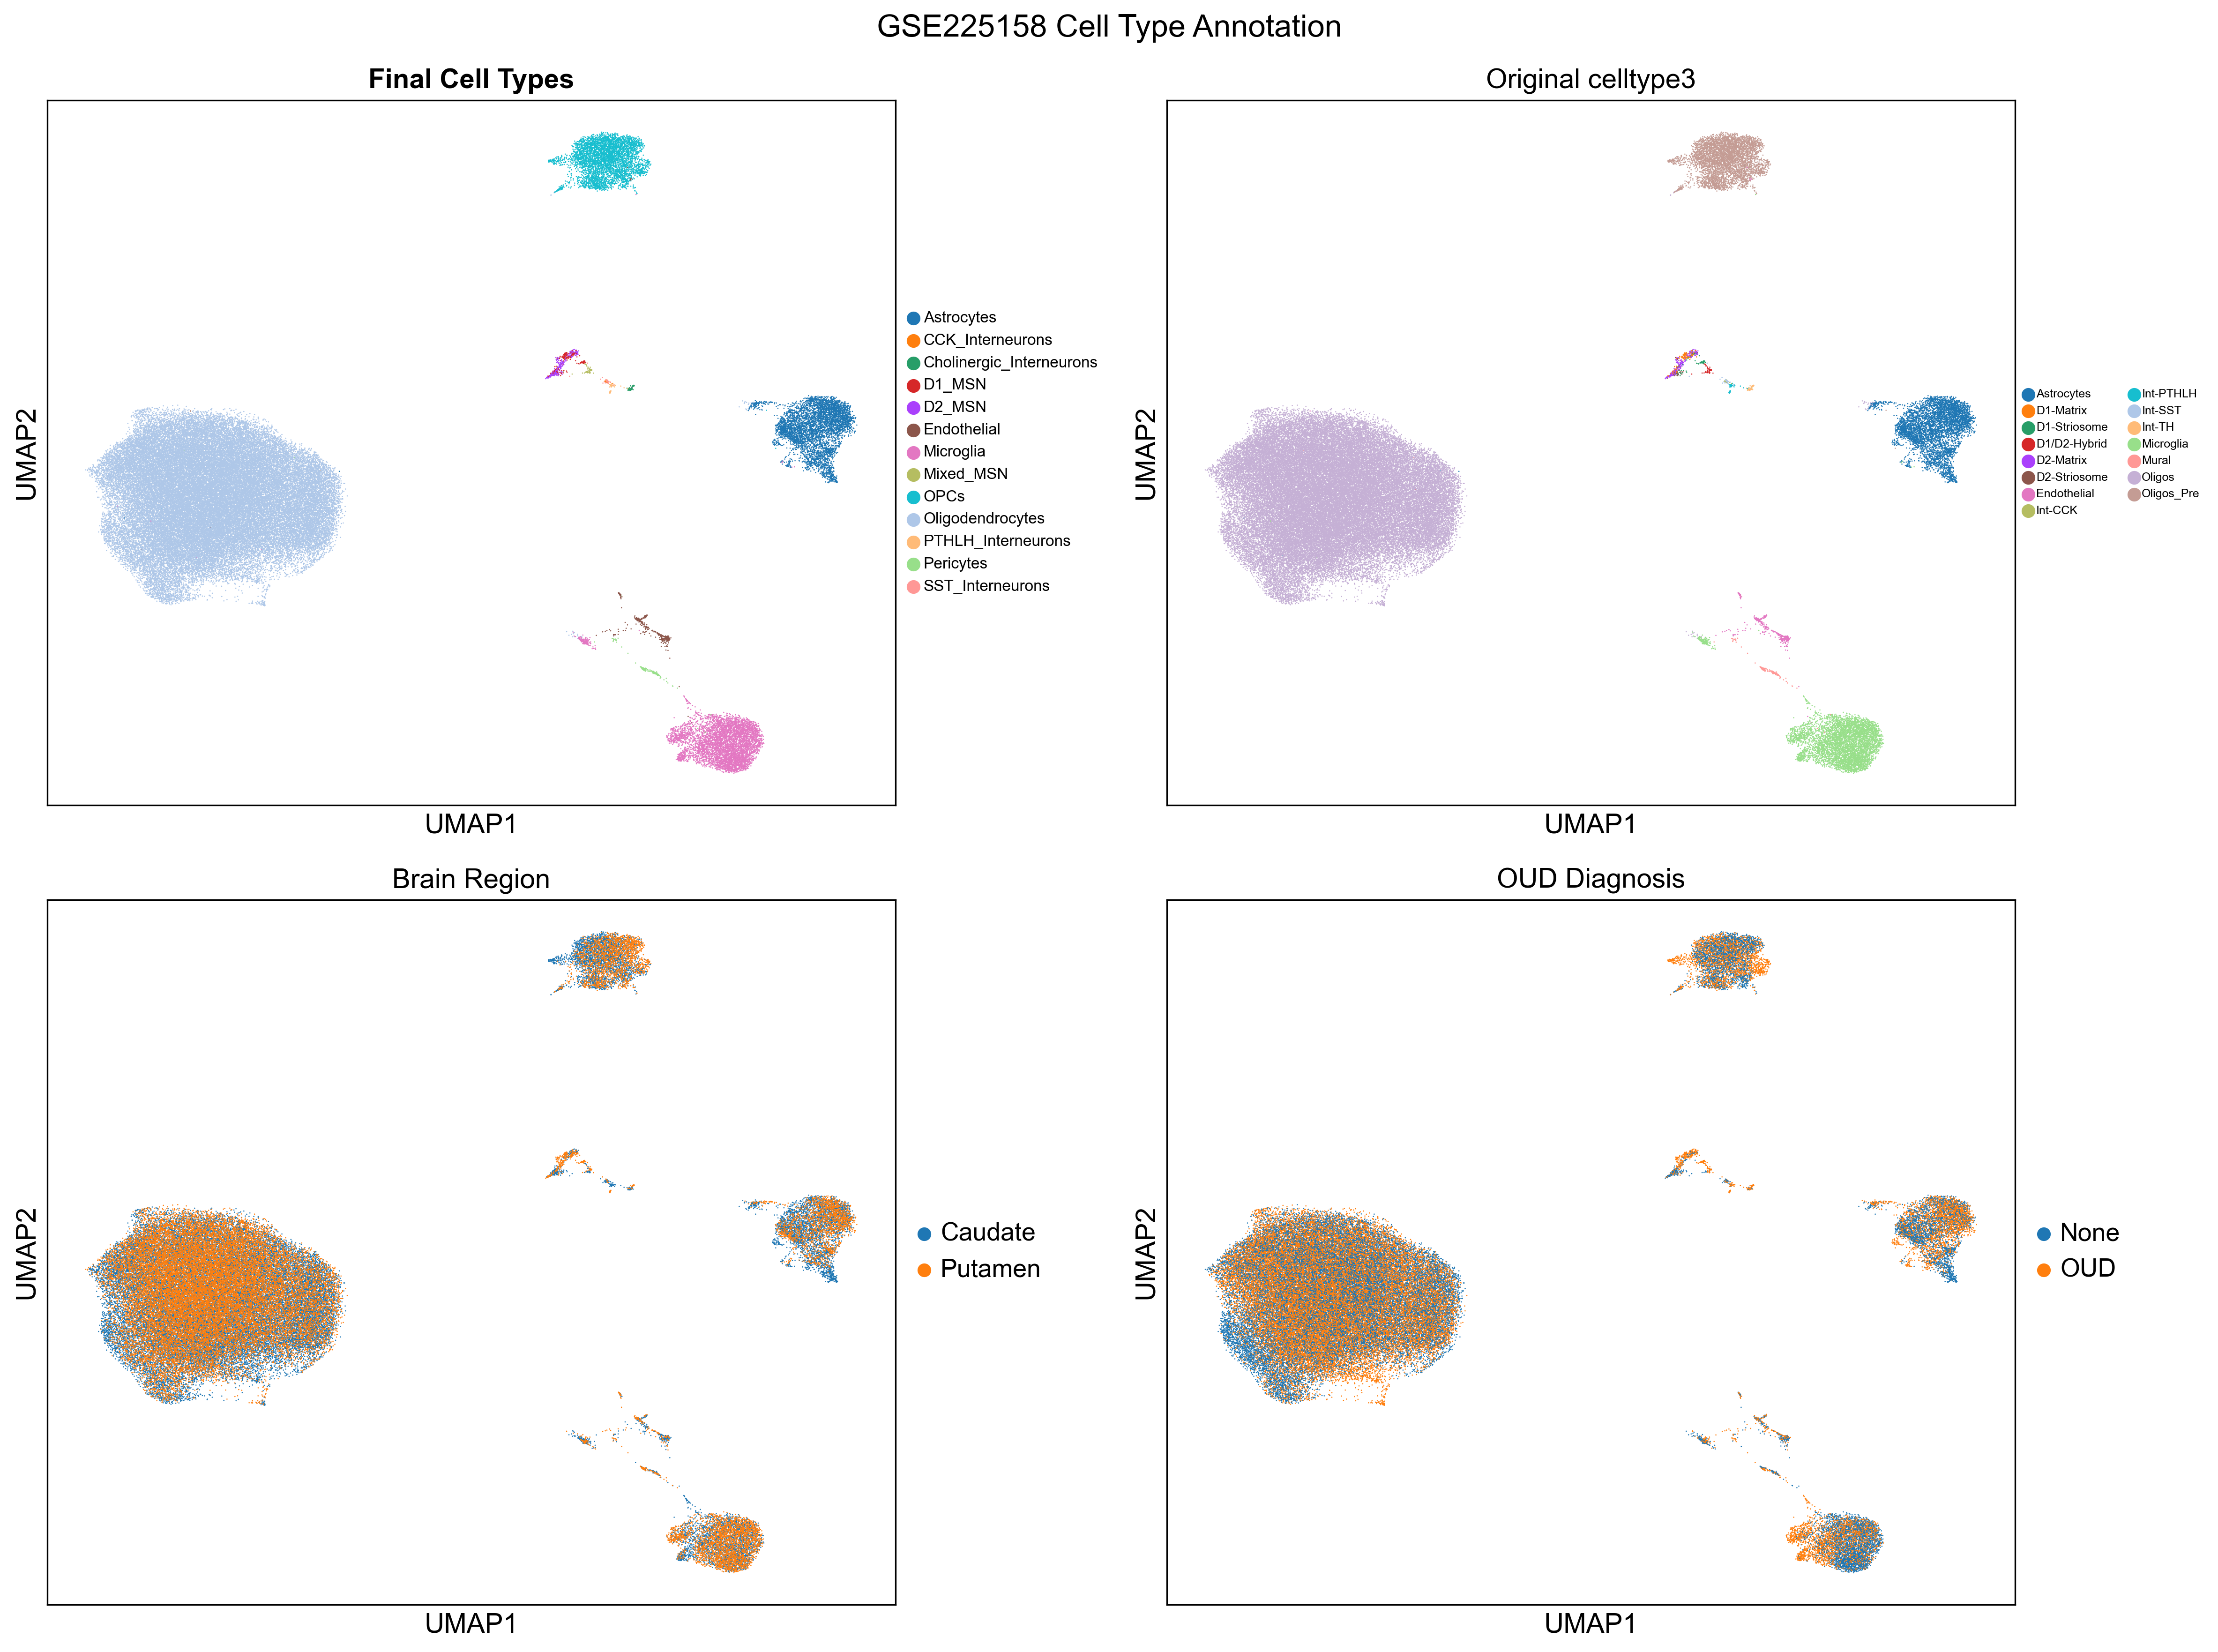 GSE225158 Cell Type Annotation
Final Cell Types
UMAP2
UMAP1
Astrocytes
CCK_Interneurons
Cholinergic_Interneurons
D1_MSN
D2_MSN
Endothelial
Microglia
Mixed_MSN
OPCs
Oligodendrocytes
PTHLH_Interneurons
Pericytes
SST_Interneurons
Original celltype3
UMAP2
UMAP1
Astrocytes
D1-Matrix
D1-Striosome
D1/D2-Hybrid
D2-Matrix
D2-Striosome
Endothelial
Int-CCK
Int-PTHLH
Int-SST
Int-TH
Microglia
Mural
Oligos
Oligos_Pre
Brain Region
UMAP2
UMAP1
Caudate
Putamen
OUD Diagnosis
UMAP2
UMAP1
None
OUD